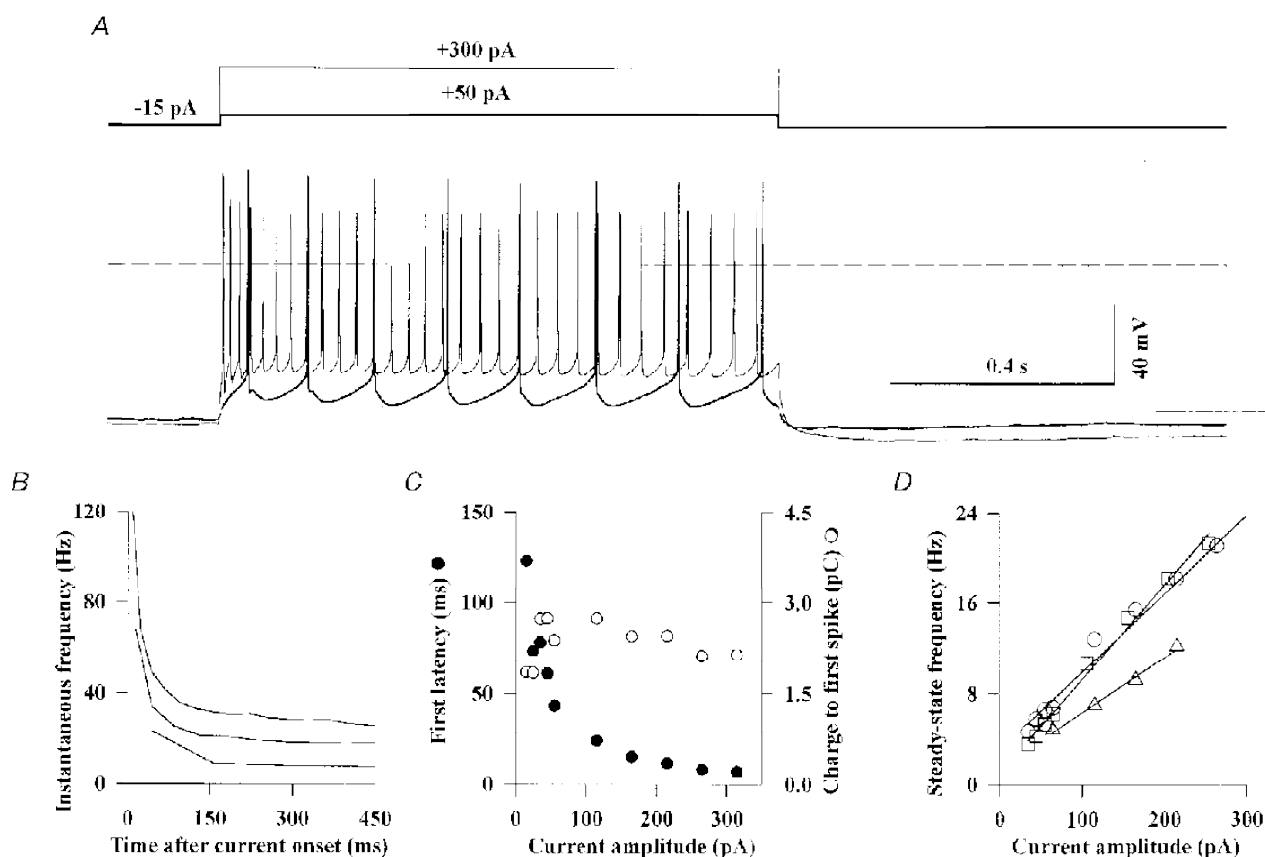 A
+300 pA
+50 pA
-15 pA
0.4 s
40 mV
B
Instantaneous frequency (Hz)
120
80
40
0
0
150
300
450
Time after current onset (ms)
C
First latency (ms)
150
100
50
0
4.5
3.0
1.5
0.0
Charge to first spike (pC)
0
100
200
300
Current amplitude (pA)
D
Steady-state frequency (Hz)
24
16
8
0
0
100
200
300
Current amplitude (pA)